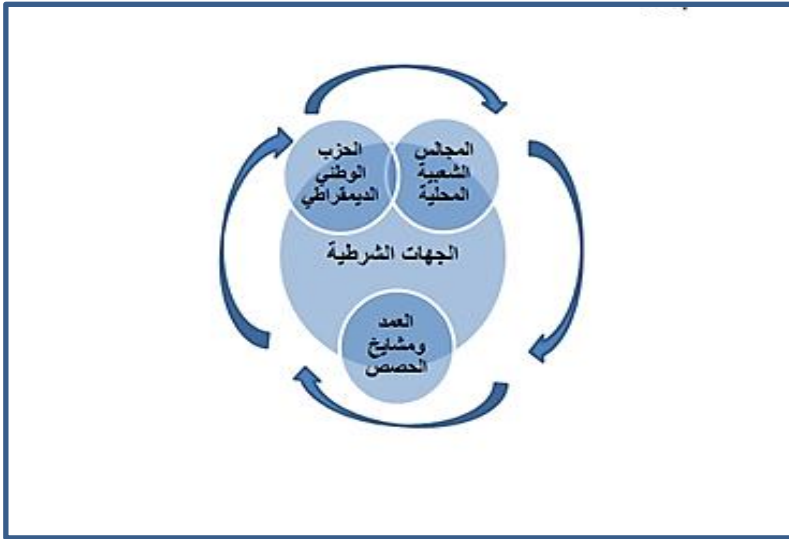 المجالس
الشعبية
المحلية
الحزب
الوطني
الديمقراطي
الجهات الشرطية
العمد
ومشايخ
الحصص